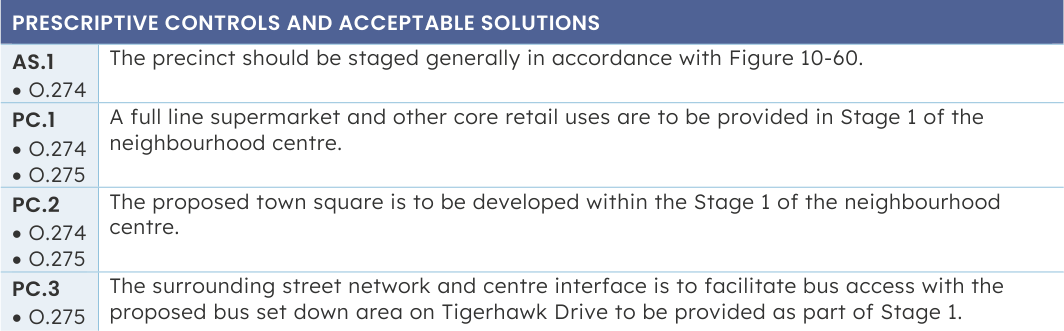 PRESCRIPTIVE CONTROLS AND ACCEPTABLE SOLUTIONS
AS.1
• O.274
The precinct should be staged generally in accordance with Figure 10-60.
PC.1
• O.274
• O.275
A full line supermarket and other core retail uses are to be provided in Stage 1 of the
neighbourhood centre.
PC.2
• O.274
• O.275
The proposed town square is to be developed within the Stage 1 of the neighbourhood
centre.
PC.3
• O.275
The surrounding street network and centre interface is to facilitate bus access with the
proposed bus set down area on Tigerhawk Drive to be provided as part of Stage 1.